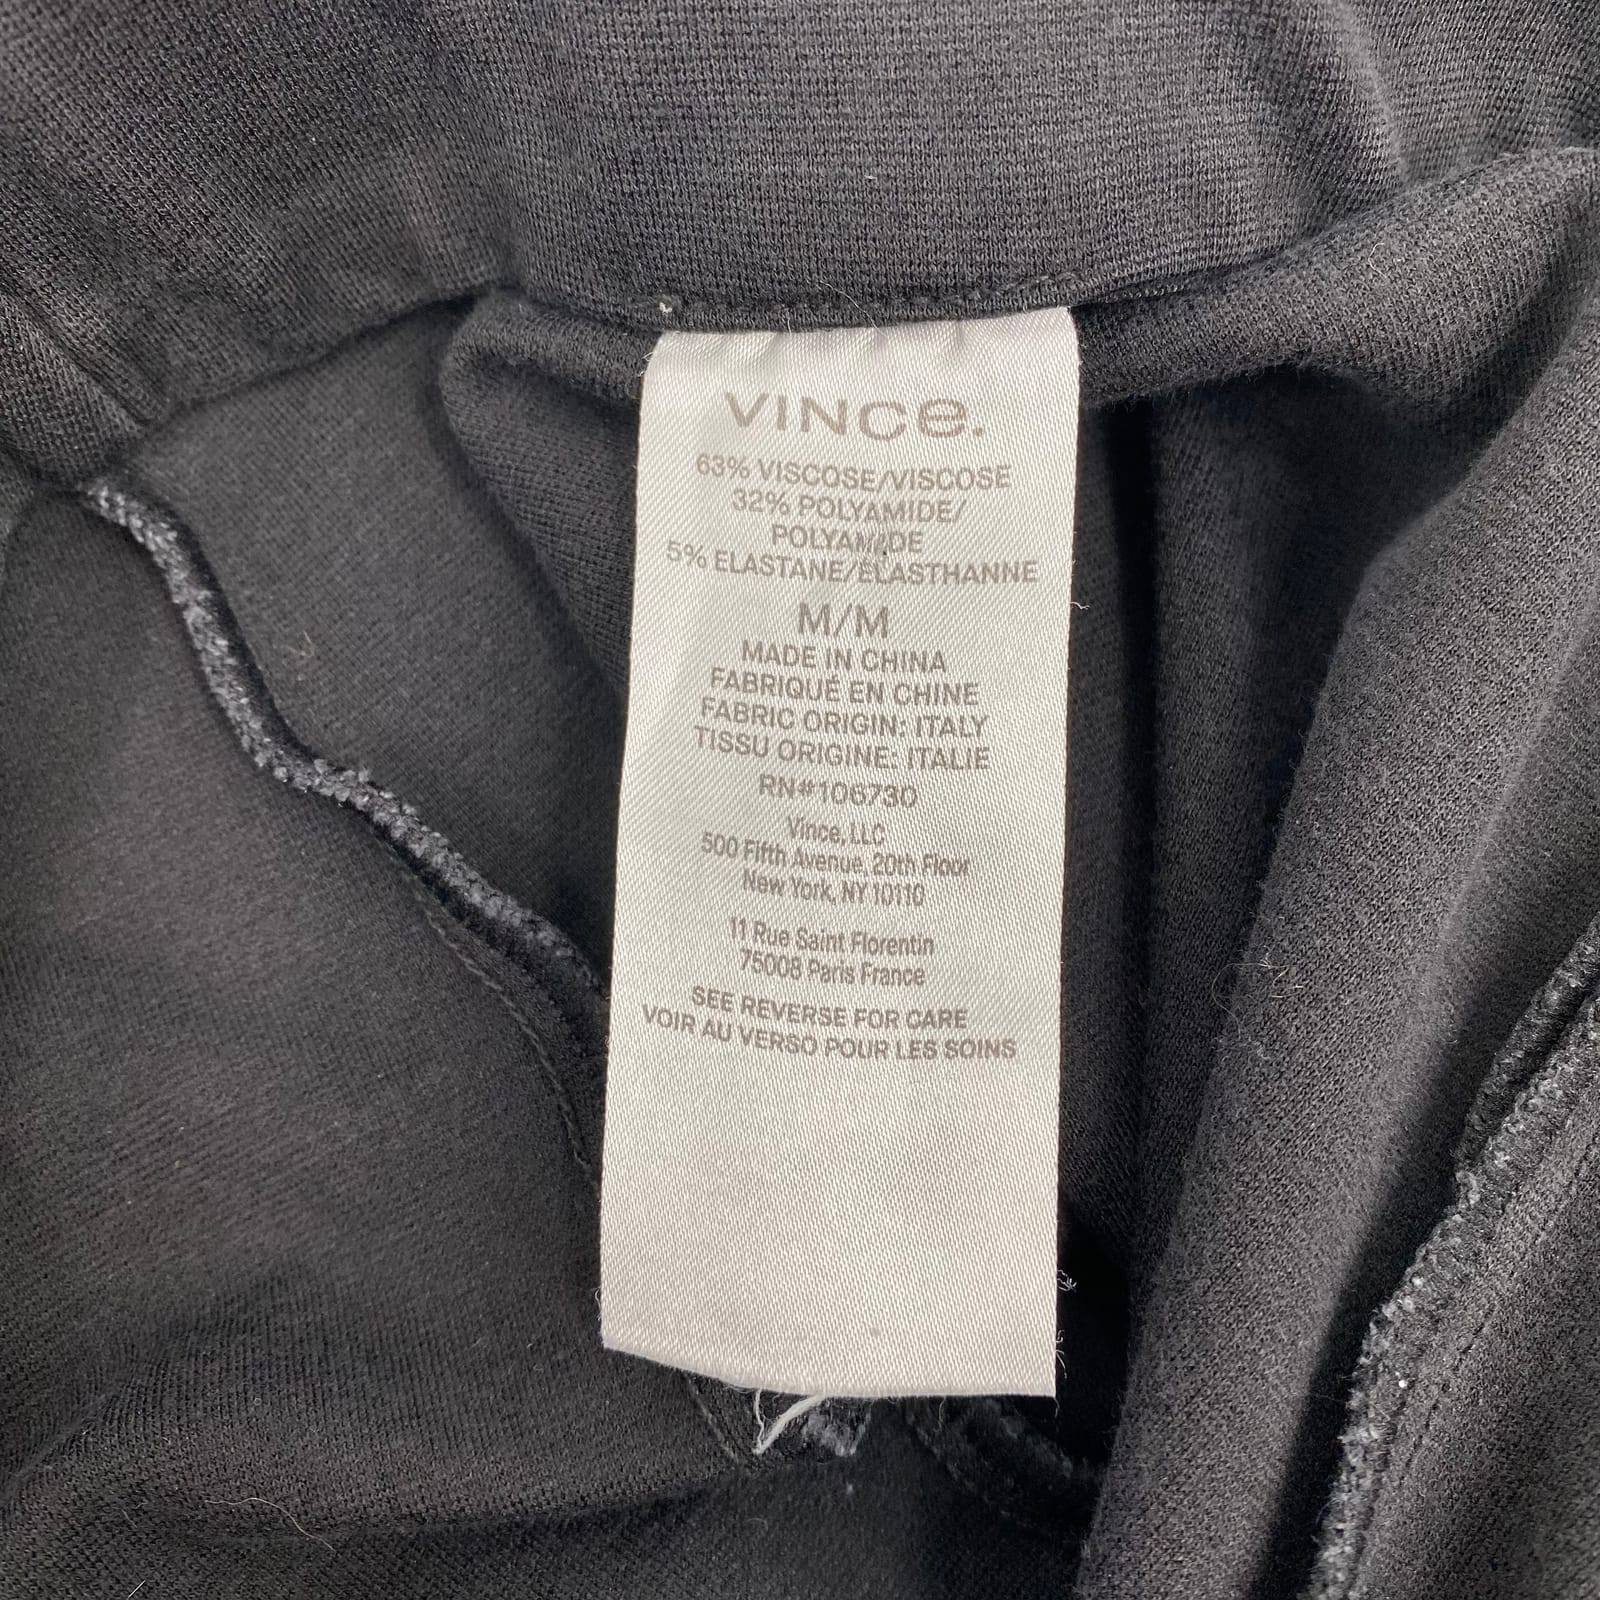 VINCe.
63% VISCOSE/VISCOSE
32% POLYAMIDE/
POLYAMIDE
5% ELASTANE/ÉLASTHANNE
M/M
MADE IN CHINA
FABRIQUÉ EN CHINE
FABRIC ORIGIN: ITALY
TISSU ORIGINE: ITALIE
RN#106730
Vince, LLC
500 Fifth Avenue, 20th Floor
New York, NY 10110
11 Rue Saint Florentin
75008 Paris France
SEE REVERSE FOR CARE
VOIR AU VERSO POUR LES SOINS